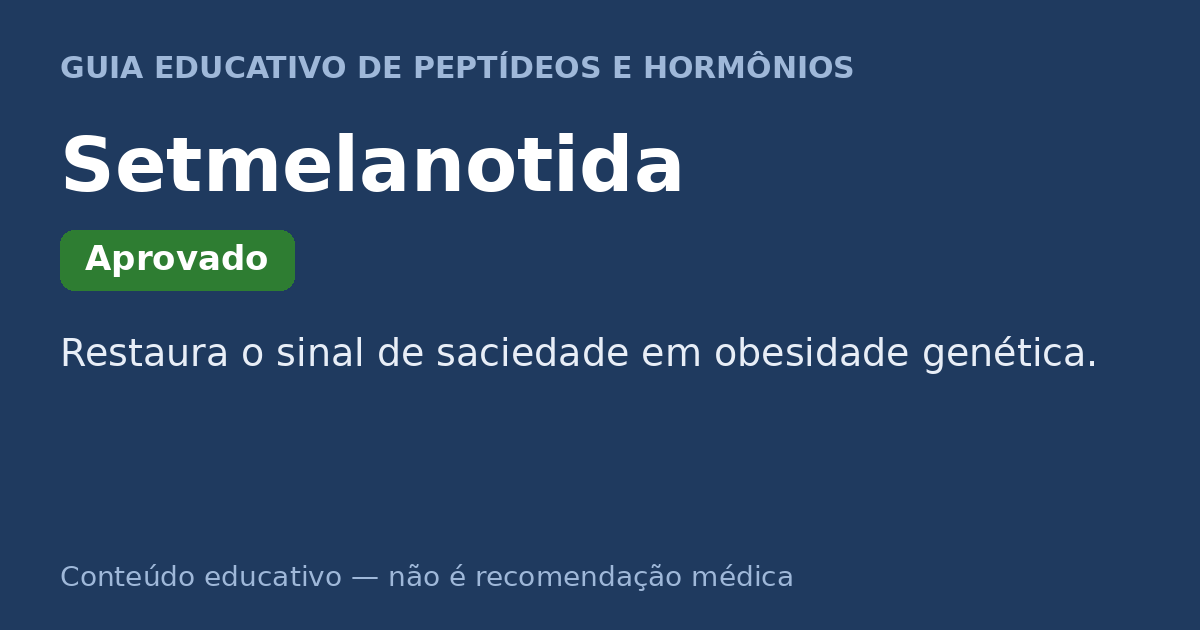 GUIA EDUCATIVO DE PEPTÍDEOS E HORMÔNIOS
Setmelanotida
Aprovado
Restaura o sinal de saciedade em obesidade genética.
Conteúdo educativo — não é recomendação médica